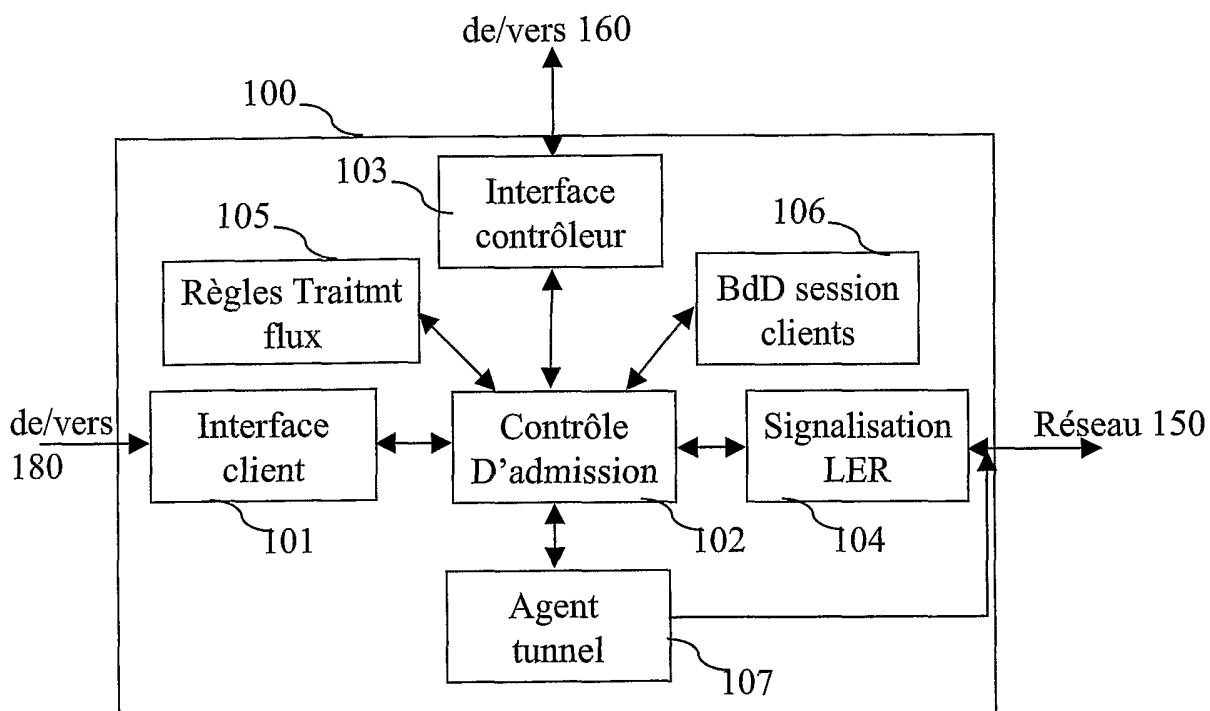 de/vers 160
100
103
Interface
contrôleur
105
Règles Traitmt
flux
106
BdD session
clients
de/vers
180
Interface
client
101
Contrôle
D’admission
102
Signalisation
LER
104
Réseau 150
Agent
tunnel
107